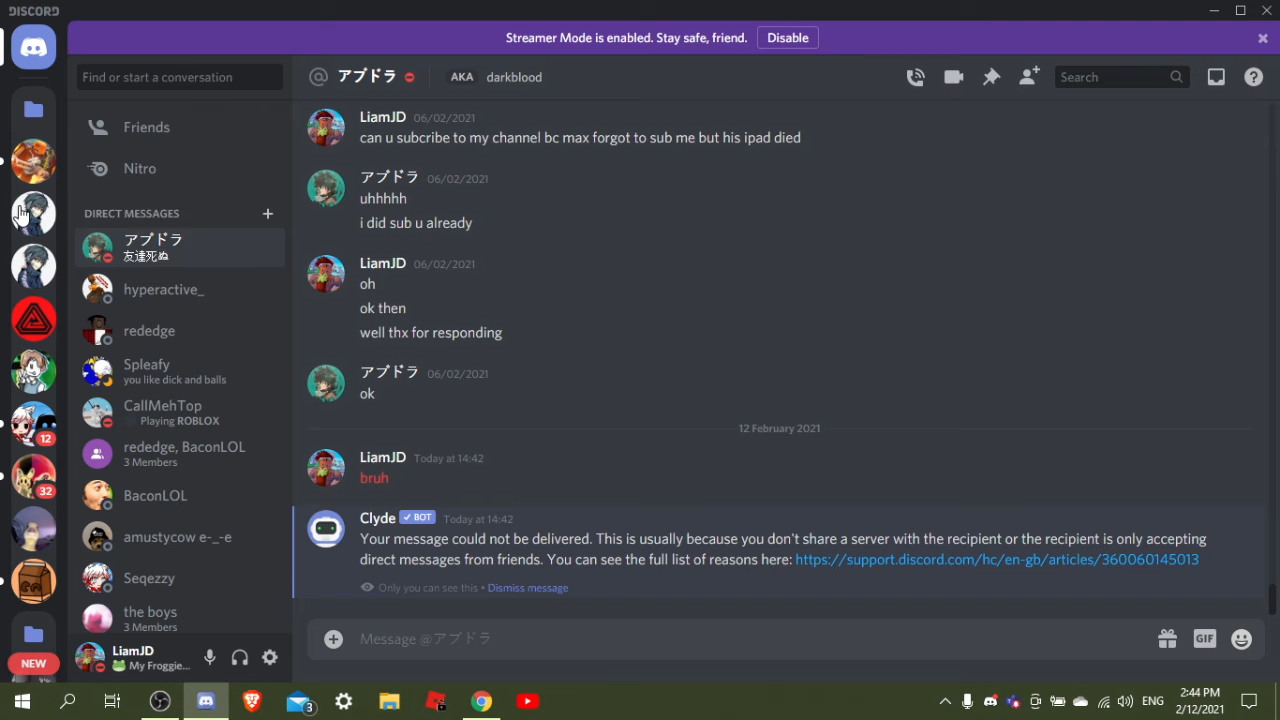 DISCORD
Streamer Mode is enabled. Stay safe, friend.
Disable
Find or start a conversation
アブドラ
AKA
darkblood
Search
Friends
Nitro
DIRECT MESSAGES
アブドラ
友達死ぬ
hyperactive_
rededge
Spleafy
you like dick and balls
CallMehTop
Playing ROBLOX
rededge, BaconLOL
3 Members
BaconLOL
amustycow e-_-e
Seqezzy
the boys
3 Members
12
32
NEW
LiamJD
My Froggie...
LiamJD 06/02/2021
can u subcribe to my channel bc max forgot to sub me but his ipad died
アブドラ 06/02/2021
uhhhhh
i did sub u already
LiamJD 06/02/2021
oh
ok then
well thx for responding
アブドラ 06/02/2021
ok
12 February 2021
LiamJD Today at 14:42
bruh
Clyde BOT Today at 14:42
Your message could not be delivered. This is usually because you don't share a server with the recipient or the recipient is only accepting
direct messages from friends. You can see the full list of reasons here: https://support.discord.com/hc/en-gb/articles/360060145013
Only you can see this • Dismiss message
Message @アブドラ
GIF
3
ENG
2:44 PM
2/12/2021